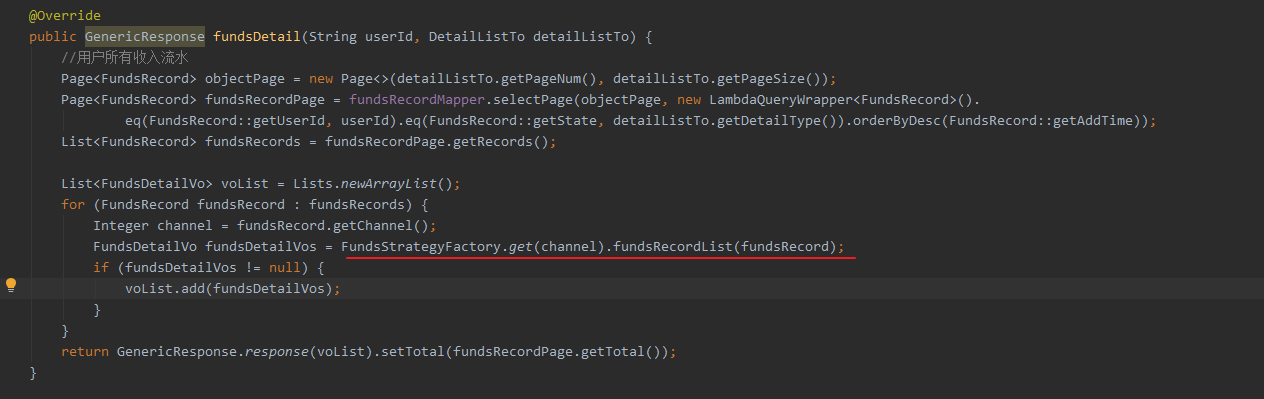 @Override
public GenericResponse fundsDetail(String userId, DetailListTo detailListTo) {
//用户所有收入流水
Page<FundsRecord> objectPage = new Page<>(detailListTo.getPageNum(), detailListTo.getPageSize());
Page<FundsRecord> fundsRecordPage = fundsRecordMapper.selectPage(objectPage, new LambdaQueryWrapper<FundsRecord>().
eq(FundsRecord::getUserId, userId).eq(FundsRecord::getState, detailListTo.getDetailType()).orderByDesc(FundsRecord::getAddTime));
List<FundsRecord> fundsRecords = fundsRecordPage.getRecords();
List<FundsDetailVo> voList = Lists.newArrayList();
for (FundsRecord fundsRecord : fundsRecords) {
Integer channel = fundsRecord.getChannel();
FundsDetailVo fundsDetailVos = FundsStrategyFactory.get(channel).fundsRecordList(fundsRecord);
if (fundsDetailVos != null) {
voList.add(fundsDetailVos);
}
}
return GenericResponse.response(voList).setTotal(fundsRecordPage.getTotal());
}